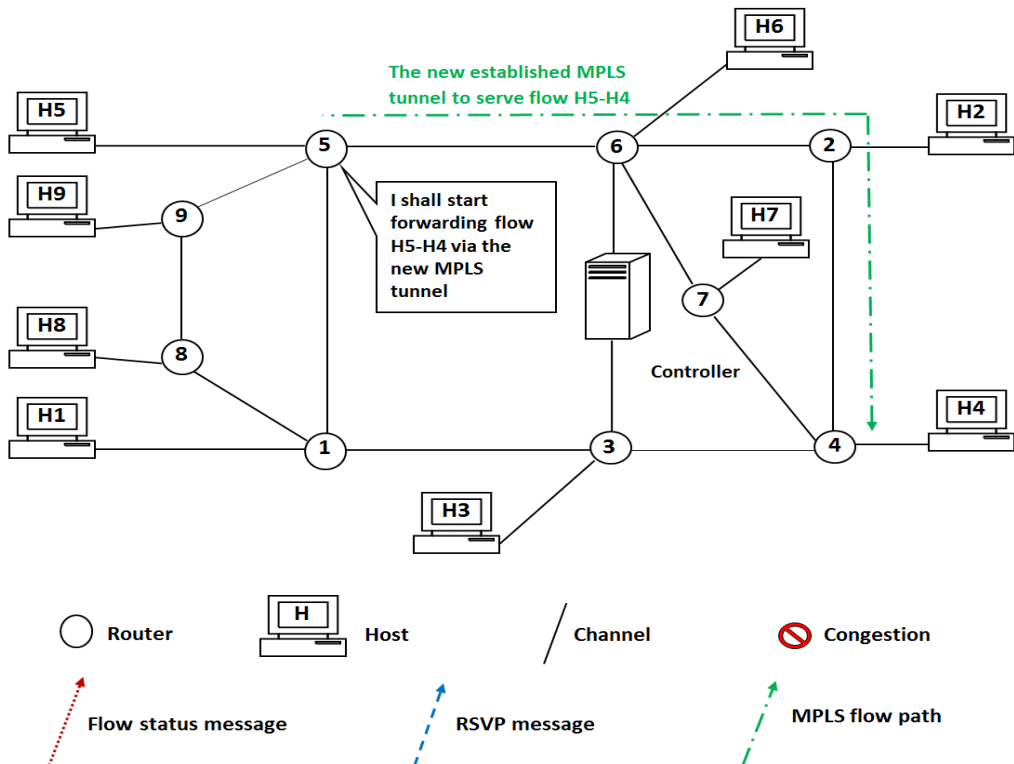 H6
The new established MPLS
tunnel to serve flow H5-H4
H5
H2
5
6
2
H9
I shall start
forwarding flow
H5-H4 via the
new MPLS
tunnel
H7
9
7
H8
8
Controller
H1
H4
1
3
4
H3
H
Router
Host
Channel
Congestion
Flow status message
RSVP message
MPLS flow path